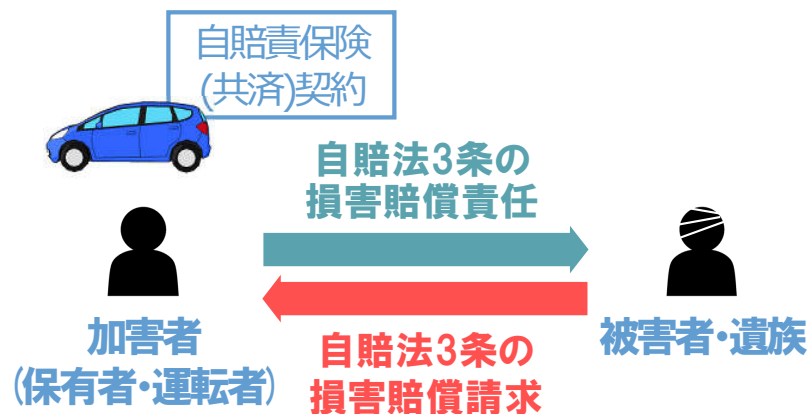 自賠責保険
(共済)契約
自賠法3条の
損害賠償責任
加害者
(保有者・運転者)
自賠法3条の
損害賠償請求
被害者・遺族